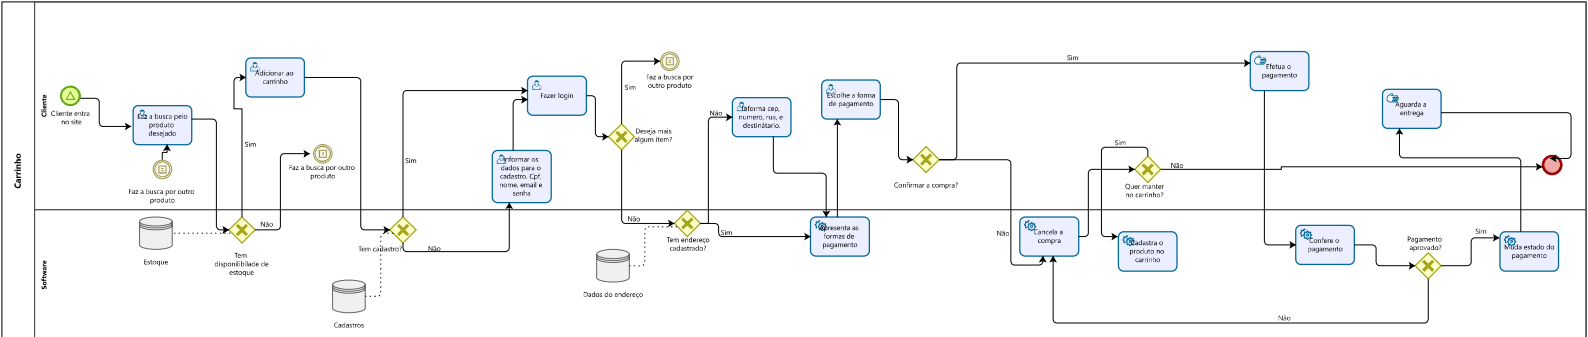 Carrinho
Cliente
Software
Cliente entra
no site
Faz a busca pelo
produto
desejado
Faz a busca por outro
produto
Estoque
Adicionar ao
carrinho
Sim
Não
Tem
disponibilibilade de
estoque
Faz a busca por outro
produto
Tem cadastro?
Sim
Não
Cadastros
Fazer login
Informar os
dados para o
cadastro. Cpf,
nome, email e
senha
Deseja mais
algum item?
Sim
Faz a busca por
outro produto
Não
Tem endereço
cadastrado?
Dados do endereço
Não
Sim
Informa cep,
numero, rua, e
destinátario.
Apresenta as
formas de
pagamento
Escolhe a forma
de pagamento
Confirmar a compra?
Sim
Não
Cancela a
compra
Sim
Quer manter
no carrinho?
Não
Cadastra o
produto no
carrinho
Efetua o
pagamento
Confere o
pagamento
Pagamento
aprovado?
Sim
Não
Muda estado do
pagamento
Aguarda a
entrega